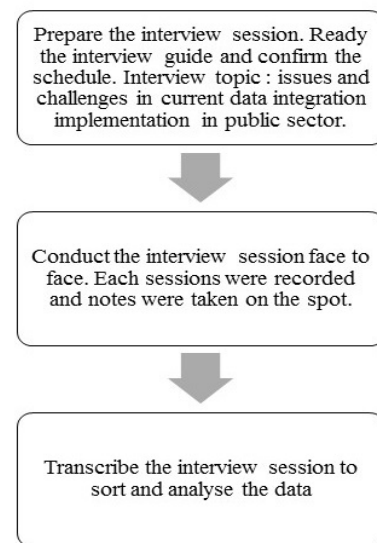 Prepare the interview session. Ready
the interview guide and confirm the
schedule. Interview topic : issues and
challenges in current data integration
implementation in public sector.
Conduct the interview session face to
face. Each sessions were recorded
and notes were taken on the spot.
Transcribe the interview session to
sort and analyse the data